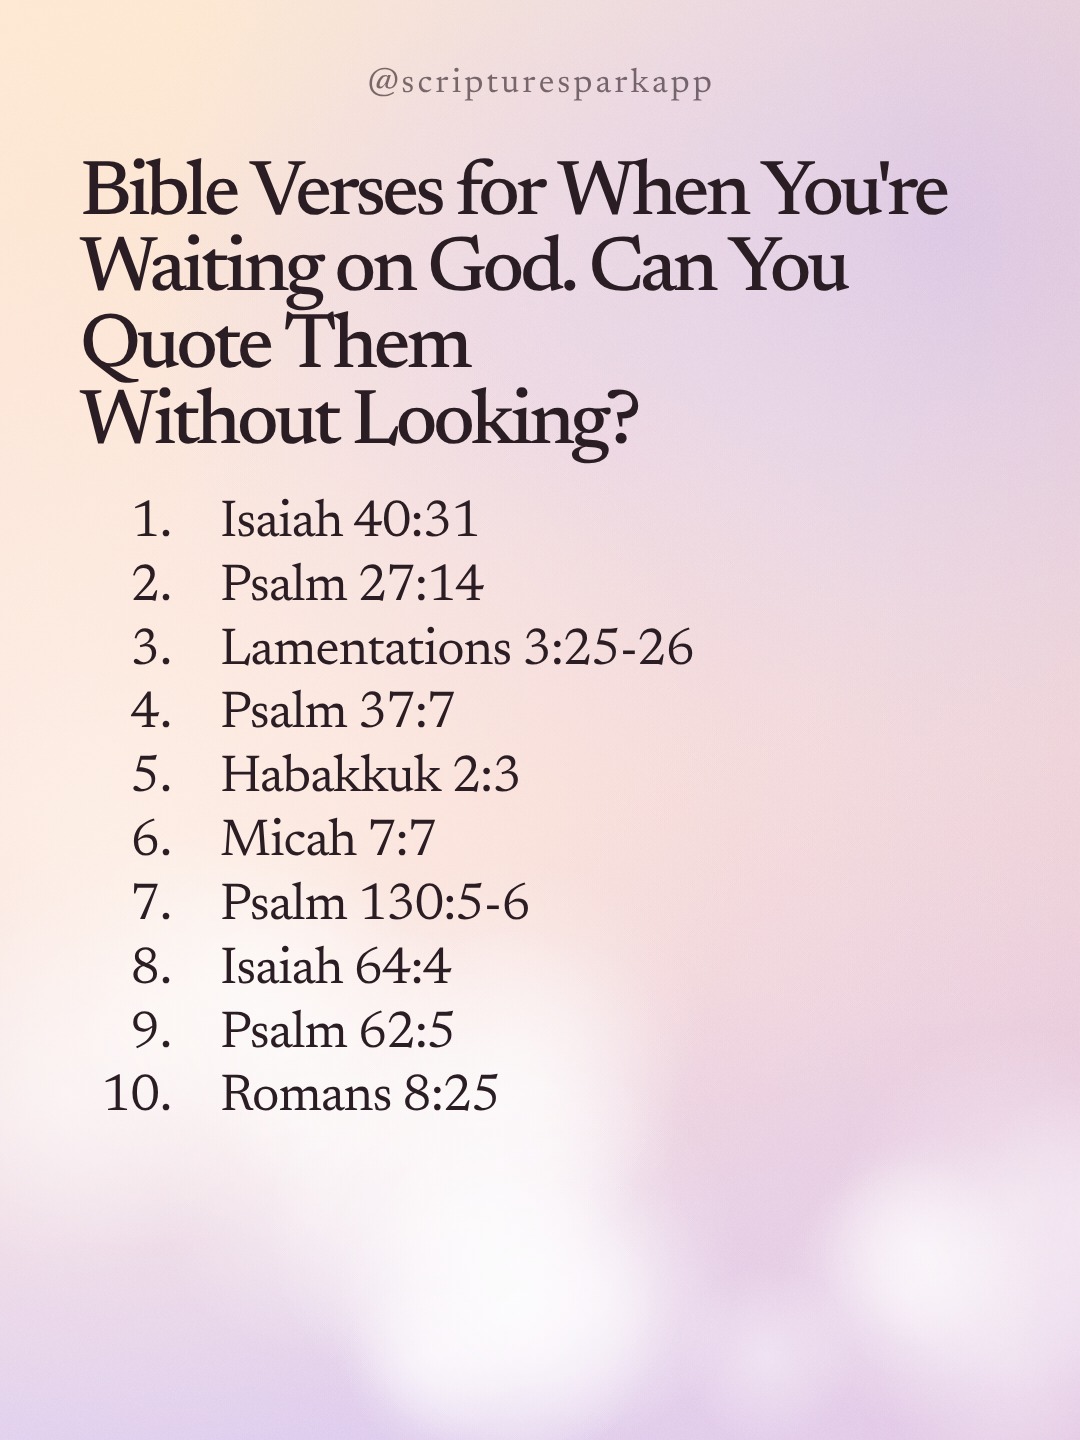 @scripturesparkapp
Bible Verses for When You're
Waiting on God. Can You
Quote Them
Without Looking?
1. Isaiah 40:31
2. Psalm 27:14
3. Lamentations 3:25-26
4. Psalm 37:7
5. Habakkuk 2:3
6. Micah 7:7
7. Psalm 130:5-6
8. Isaiah 64:4
9. Psalm 62:5
10. Romans 8:25